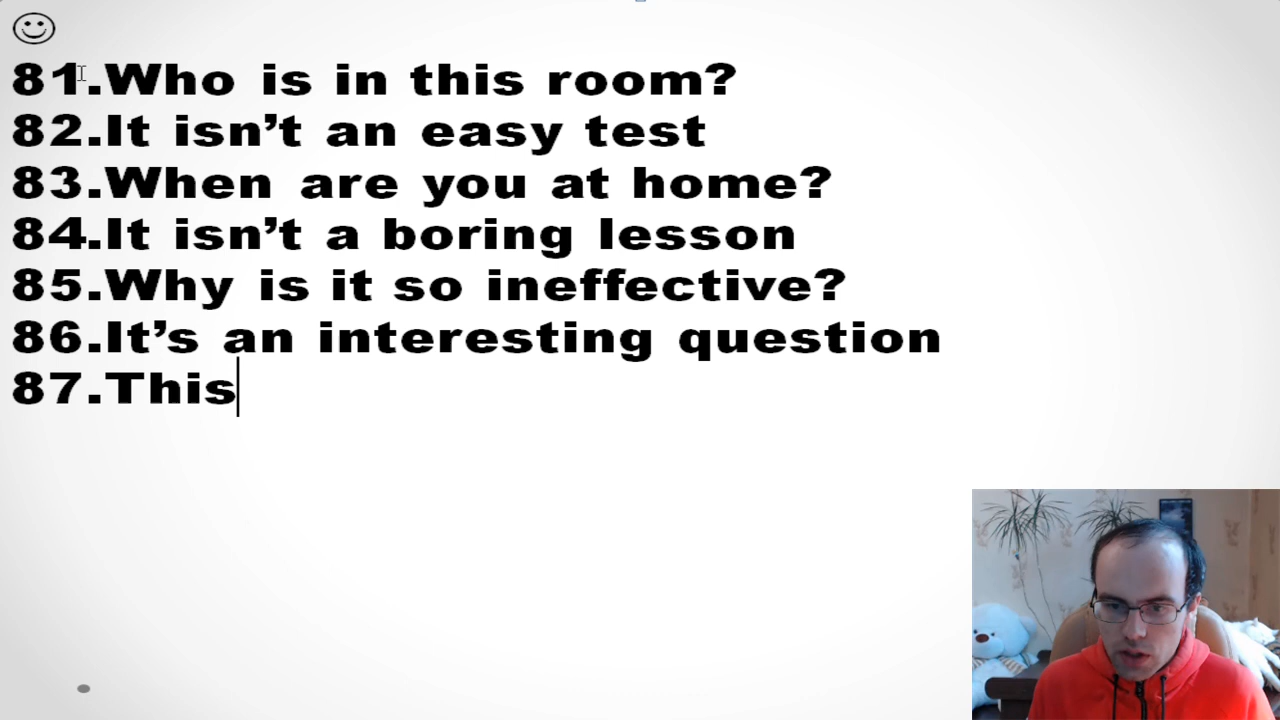 81.Who is in this room?
82.It isn’t an easy test
83.When are you at home?
84.It isn’t a boring lesson
85.Why is it so ineffective?
86.It’s an interesting question
87.This